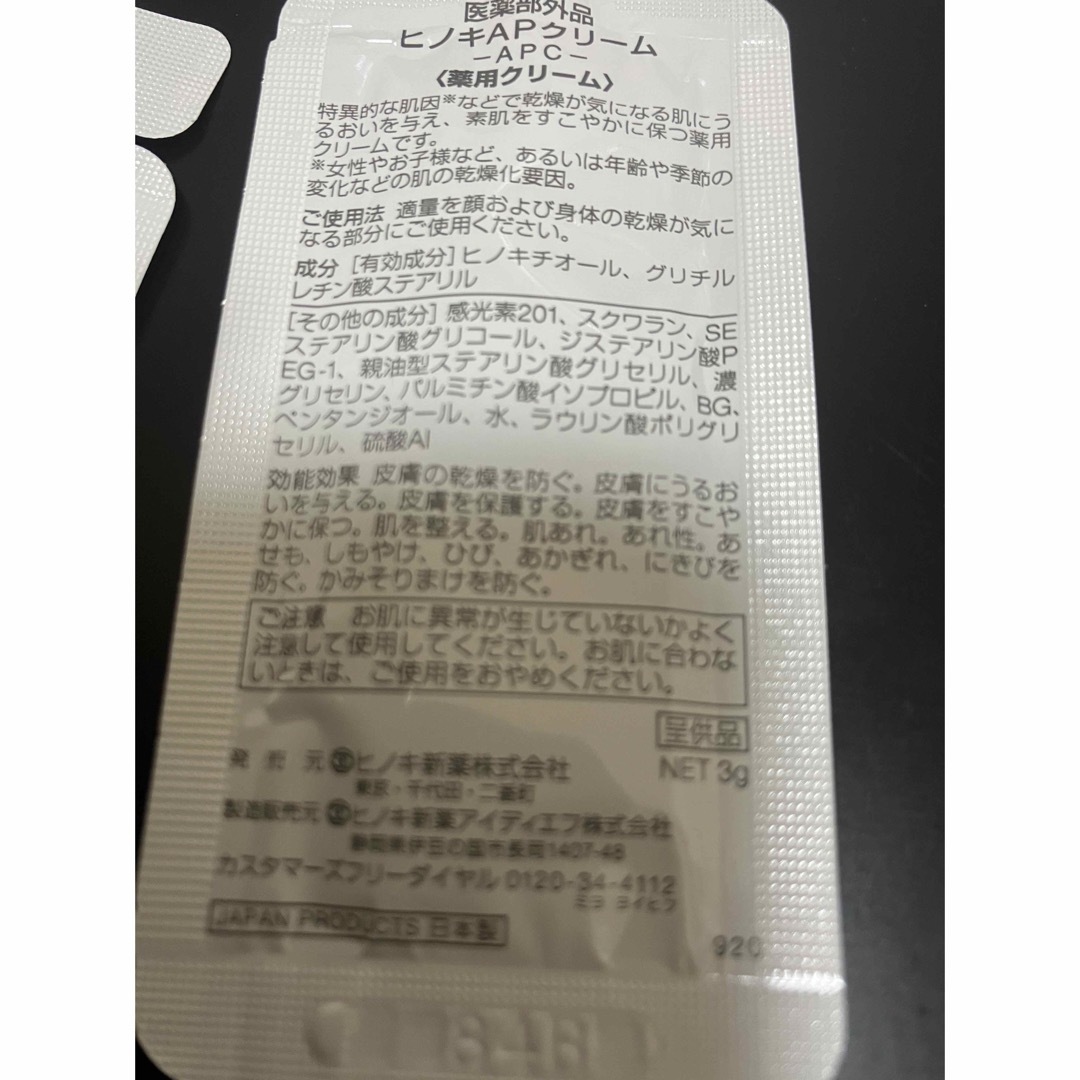 医薬部外品
ヒノキAPクリーム
-APC-
〈薬用クリーム〉
特異的な肌因※などで乾燥が気になる肌にう
るおいを与え、素肌をすこやかに保つ薬用
クリームです。
※女性やお子様など、あるいは年齢や季節の
変化などの肌の乾燥化要因。
ご使用法 適量を顔および身体の乾燥が気に
なる部分にご使用ください。
成分 [有効成分]ヒノキチオール、グリチル
レチン酸ステアリル
[その他の成分] 感光素201、スクワラン、SE
ステアリン酸グリコール、ジステアリン酸P
EG-1、親油型ステアリン酸グリセリル、濃
グリセリン、パルミチン酸イソプロピル、BG、
ペンタンジオール、水、ラウリン酸ポリグリ
セリル、硫酸Al
効能効果 皮膚の乾燥を防ぐ。皮膚にうるお
いを与える。皮膚を保護する。皮膚をすこや
かに保つ。肌を整える。肌あれ。あれ性。あ
せも、しもやけ、ひび、あかぎれ、にきびを
防ぐ。かみそりまけを防ぐ。
ご注意 お肌に異常が生じていないかよく
注意して使用してください。お肌に合わな
いときは、ご使用をおやめください。
呈供品
NET 3g
発売元 ヒノキ新薬株式会社
東京・千代田・二番町
製造販売元 ヒノキ新薬アイディエフ株式会社
静岡県伊豆の国市長岡1407-48
カスタマーズフリーダイヤル 0120-34-4112
ミヨ ヨイヒフ
JAPAN PRODUCTS 日本製
920